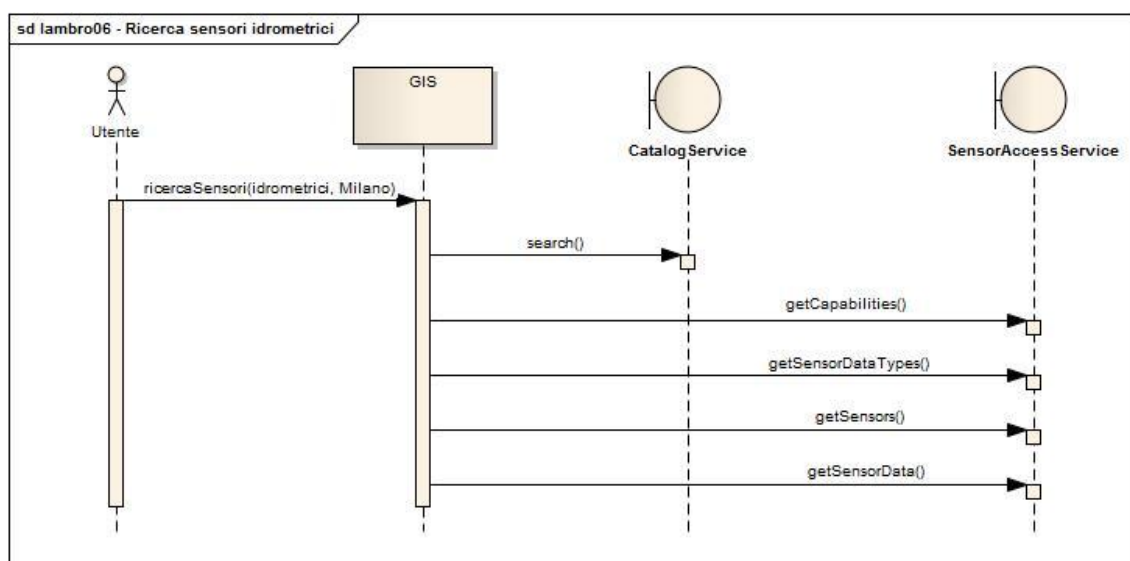 sd lambro06 - Ricerca sensori idrometrici
Utente
GIS
CatalogService
SensorAccessService
ricercaSensori(idrometrici, Milano)
search()
getCapabilities()
getSensorDataTypes()
getSensors()
getSensorData()